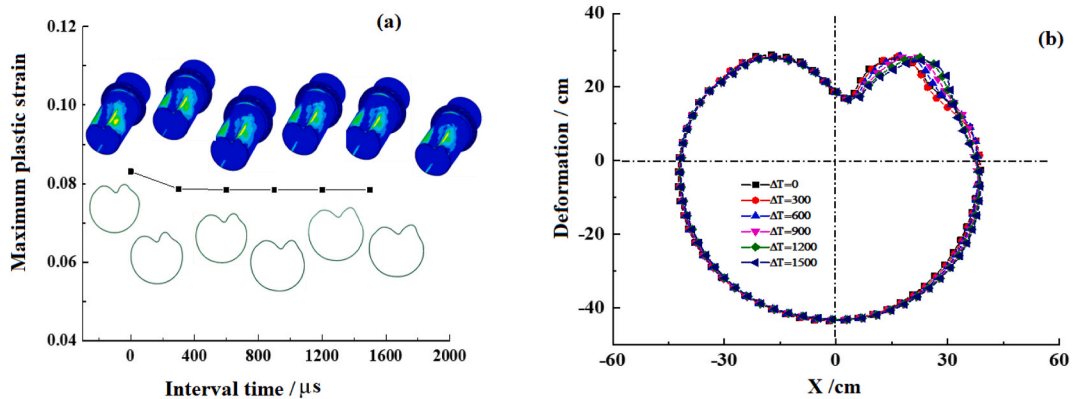 (a)
0.12
0.10
0.08
0.06
0.04
Maximum plastic strain
0 400 800 1200 1600 2000
Interval time /μs
(b)
40
20
0
-20
-40
Deformation / cm
ΔT=0
ΔT=300
ΔT=600
ΔT=900
ΔT=1200
ΔT=1500
-60 -30 0 30 60
X /cm